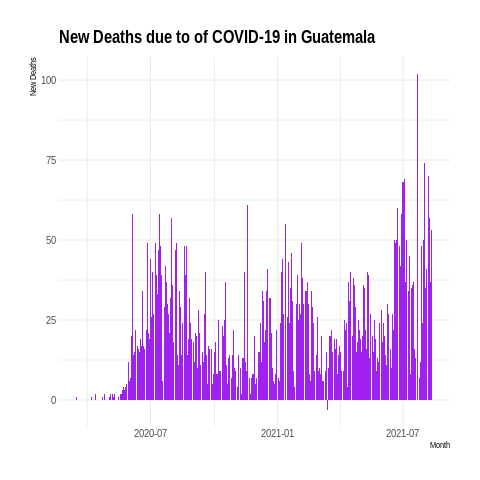 New Deaths due to of COVID-19 in Guatemala
New Deaths
100
75
50
25
0
2020-07
2021-01
2021-07
Month